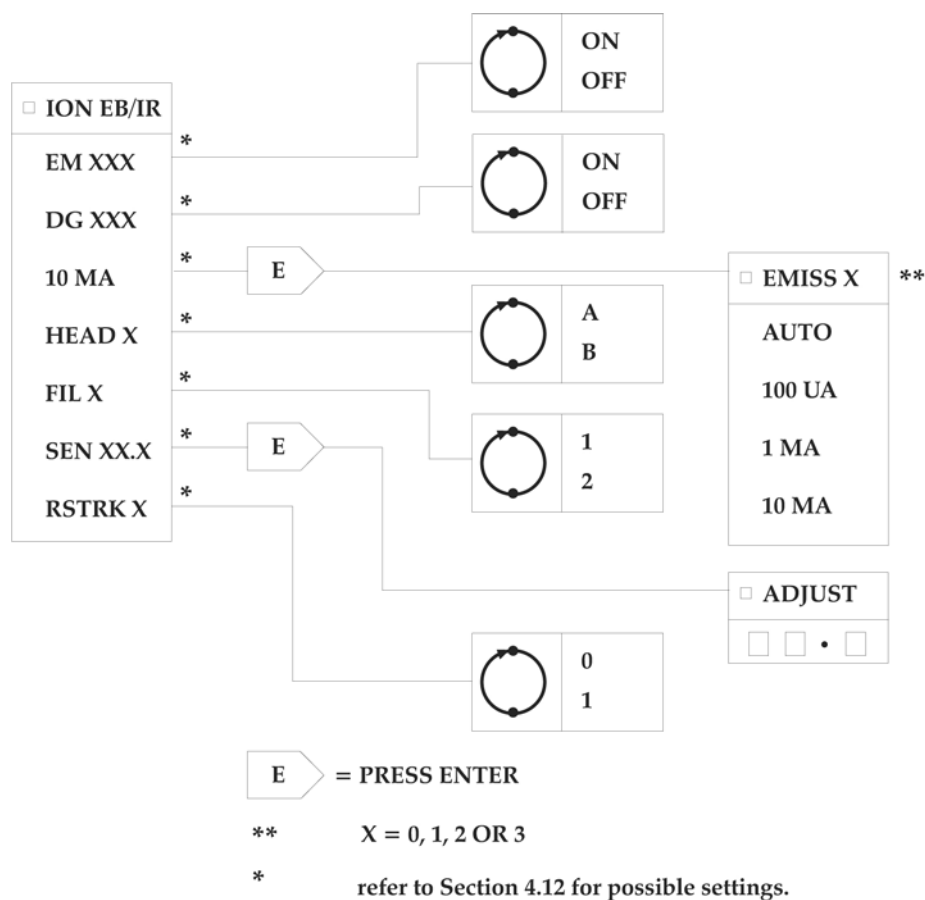 ION EB/IR
EM XXX
*
DG XXX
*
10 MA
*
HEAD X
*
FIL X
*
SEN XX.X
*
RSTRK X
*
ON
OFF
ON
OFF
E
A
B
1
2
E
0
1
EMISS X
**
AUTO
100 UA
1 MA
10 MA
ADJUST
E = PRESS ENTER
** X = 0, 1, 2 OR 3
* refer to Section 4.12 for possible settings.